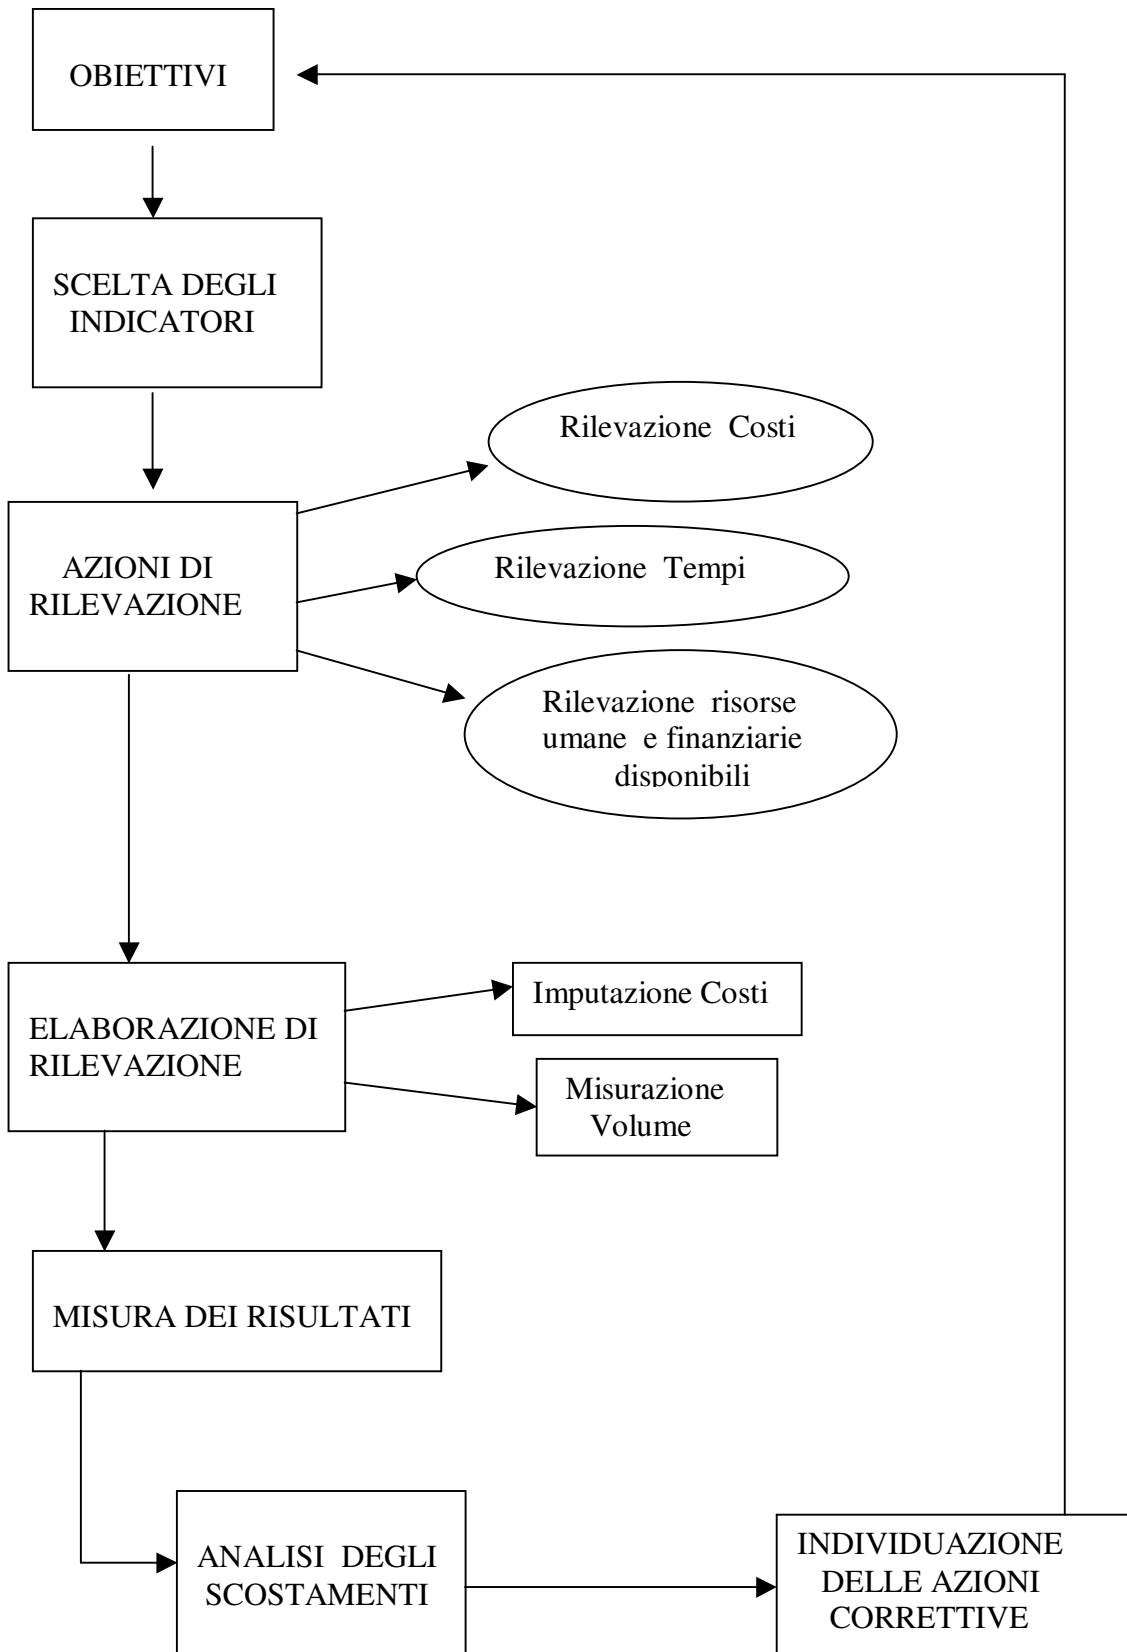 OBIETTIVI
SCELTA DEGLI
INDICATORI
Rilevazione Costi
AZIONI DI
RILEVAZIONE
Rilevazione Tempi
Rilevazione risorse
umane e finanziarie
disponibili
ELABORAZIONE DI
RILEVAZIONE
Imputazione Costi
Misurazione
Volume
MISURA DEI RISULTATI
ANALISI DEGLI
SCOSTAMENTI
INDIVIDUAZIONE
DELLE AZIONI
CORRETTIVE